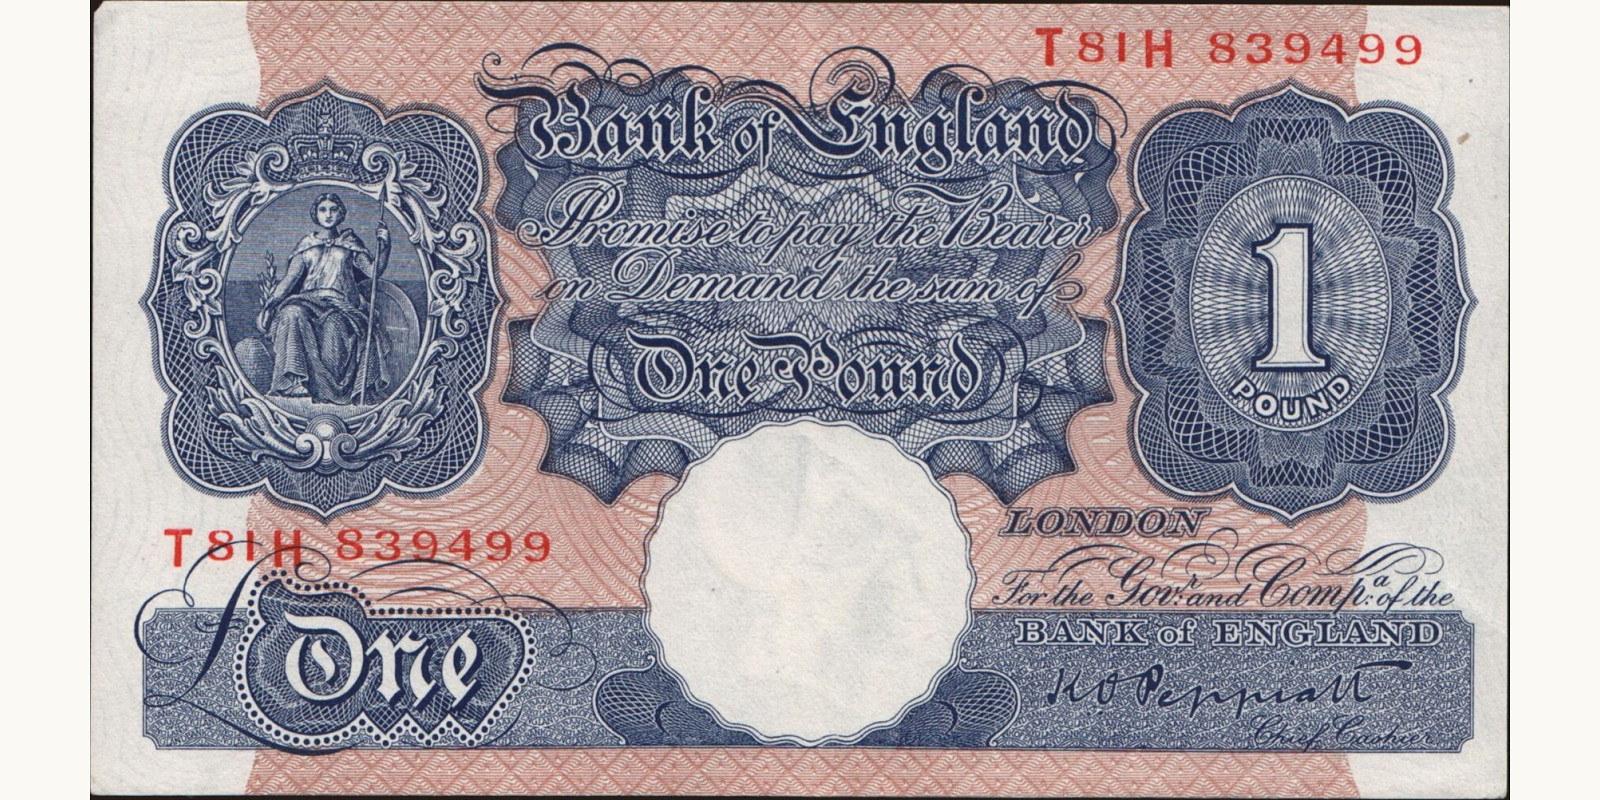 T81H 839499
Bank of England
Promise to pay the Bearer
on Demand the sum of
One Pound
1
POUND
T81H 839499
LONDON
For the Govr. and Compa. of the
BANK of ENGLAND
£One
K O Peppiatt
Chief Cashier